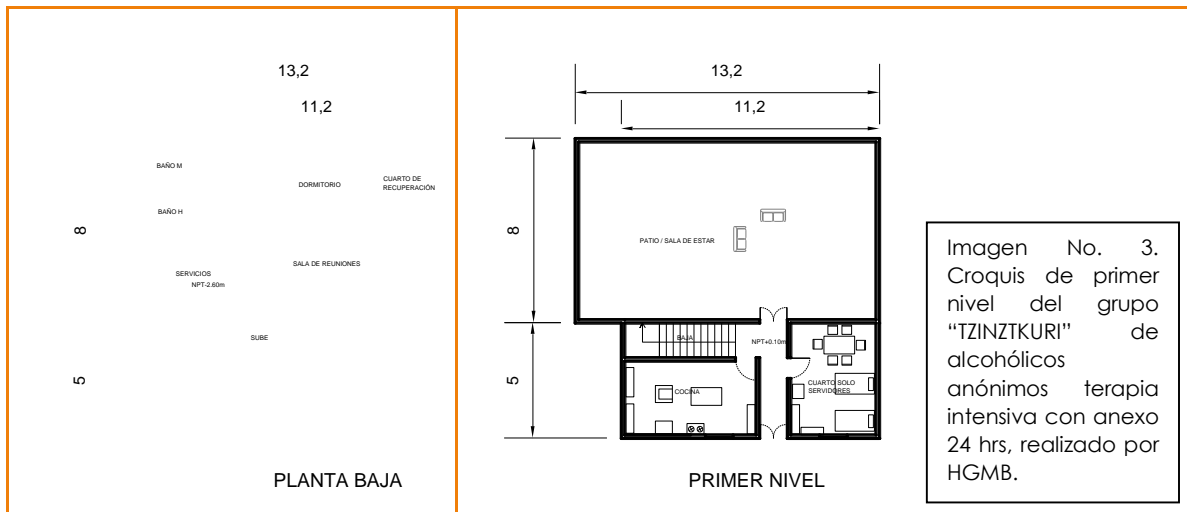 13,2
11,2
BAÑO M
DORMITORIO
CUARTO DE
RECUPERACIÓN
BAÑO H
8
SALA DE REUNIONES
SERVICIOS
NPT-2.60m
SUBE
5
PLANTA BAJA
13,2
11,2
8
PATIO / SALA DE ESTAR
BAJA
NPT+0.10m
5
COCINA
CUARTO SOLO
SERVIDORES
PRIMER NIVEL
Imagen No. 3.
Croquis de primer
nivel del grupo
“TZINZTKURI” de
alcohólicos
anónimos terapia
intensiva con anexo
24 hrs, realizado por
HGMB.